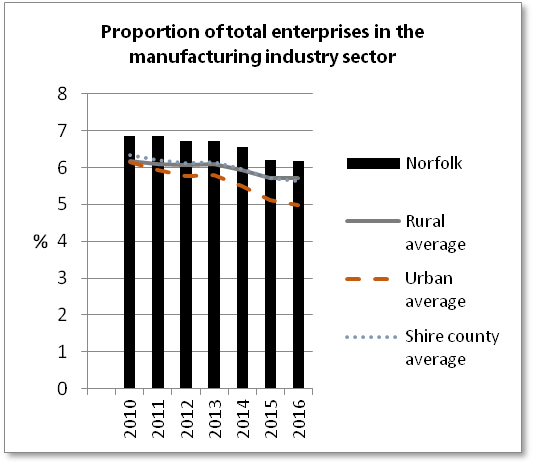 Proportion of total enterprises in the
manufacturing industry sector
8
7
6
5
% 4
3
2
1
0
2010
2011
2012
2013
2014
2015
2016
Norfolk
Rural
average
Urban
average
Shire county
average